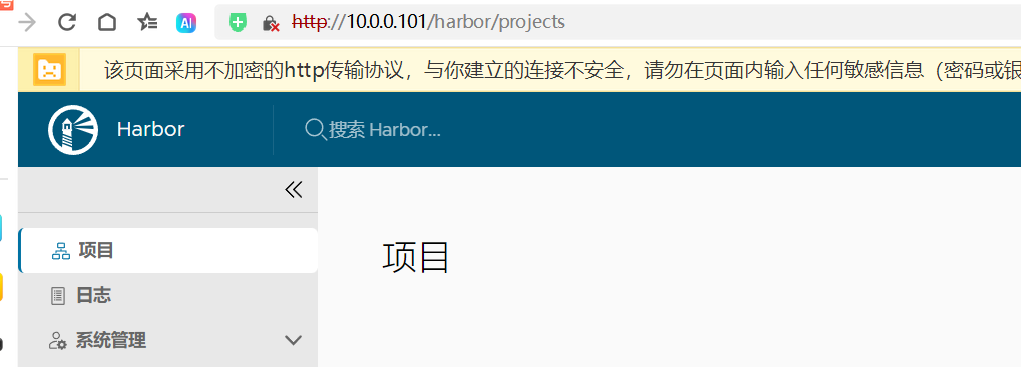 号
AI
http://10.0.0.101/harbor/projects
该页面采用不加密的http传输协议，与你建立的连接不安全，请勿在页面内输入任何敏感信息（密码或银
Harbor
搜索 Harbor...
项目
项目
日志
系统管理